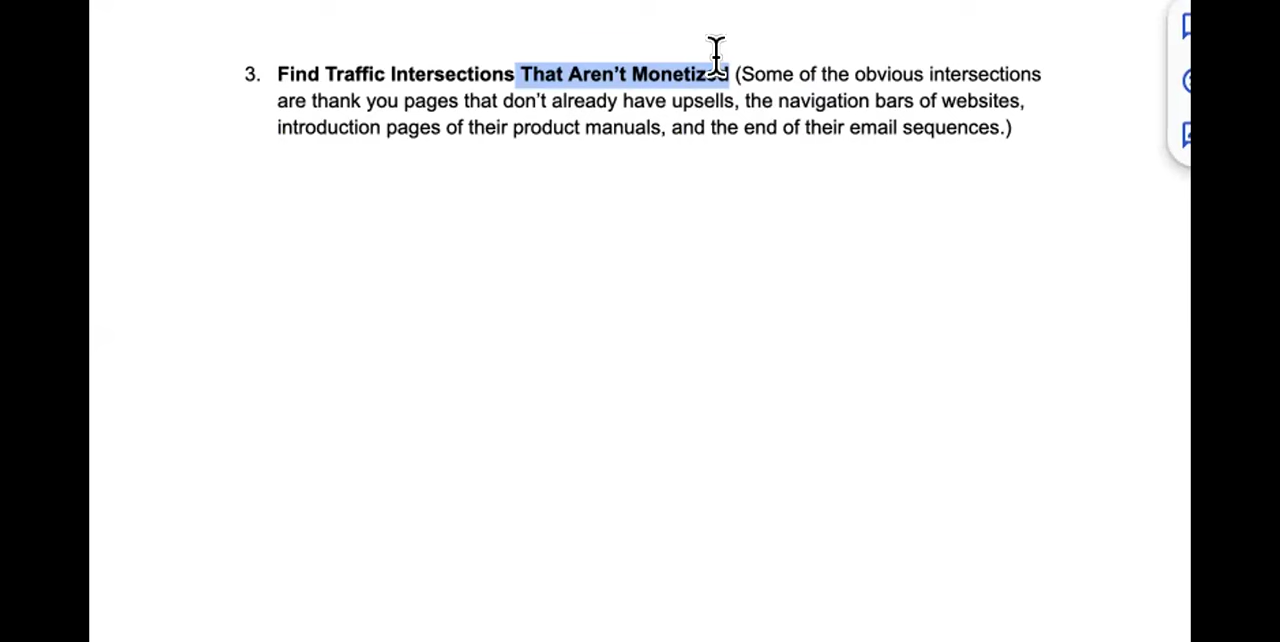 3. Find Traffic Intersections That Aren’t Monetized (Some of the obvious intersections
are thank you pages that don’t already have upsells, the navigation bars of websites,
introduction pages of their product manuals, and the end of their email sequences.)